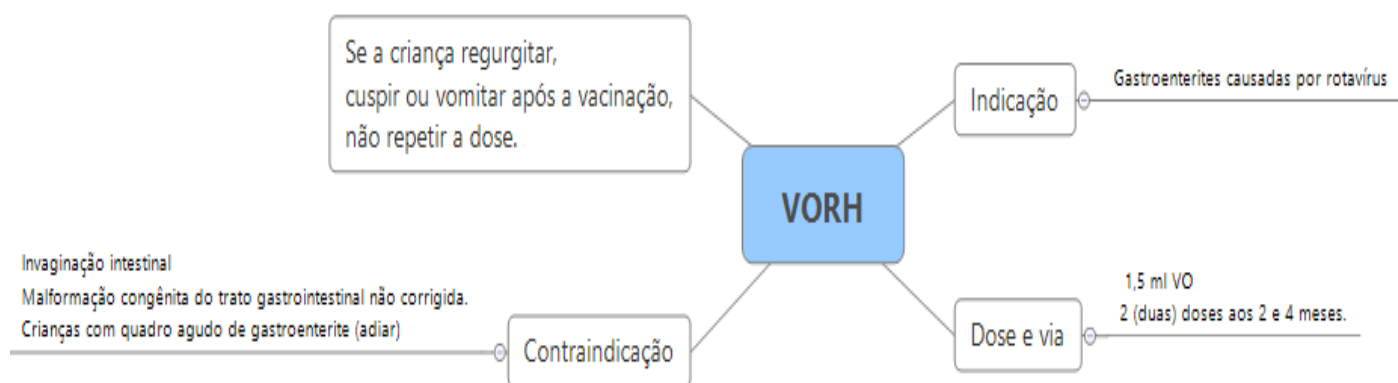 Se a criança regurgitar,
cuspir ou vomitar após a vacinação,
não repetir a dose.
Indicação
Gastroenterites causadas por rotavírus
VORH
Invaginação intestinal
Malformação congênita do trato gastrointestinal não corrigida.
Crianças com quadro agudo de gastroenterite (adiar)
Contraindicação
Dose e via
1,5 ml VO
2 (duas) doses aos 2 e 4 meses.